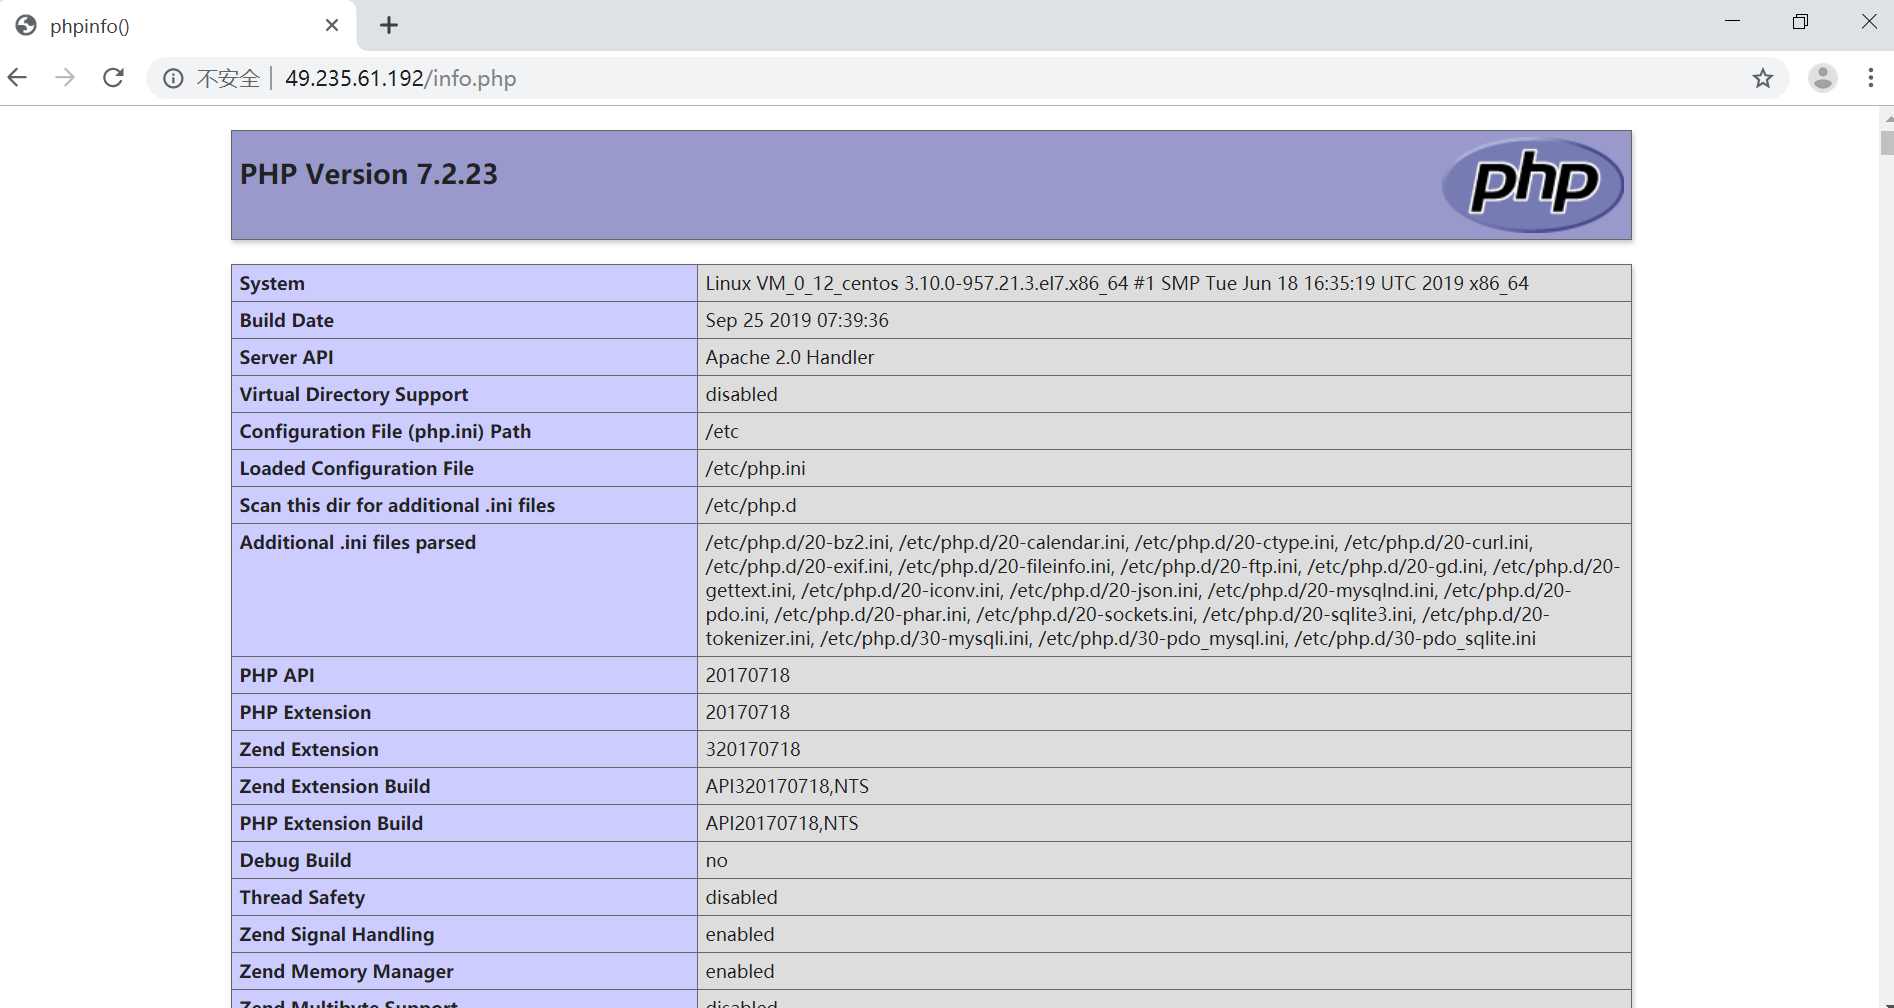 phpinfo()
不安全 | 49.235.61.192/info.php
PHP Version 7.2.23
php
System Linux VM_0_12_centos 3.10.0-957.21.3.el7.x86_64 #1 SMP Tue Jun 18 16:35:19 UTC 2019 x86_64
Build Date Sep 25 2019 07:39:36
Server API Apache 2.0 Handler
Virtual Directory Support disabled
Configuration File (php.ini) Path /etc
Loaded Configuration File /etc/php.ini
Scan this dir for additional .ini files /etc/php.d
Additional .ini files parsed /etc/php.d/20-bz2.ini, /etc/php.d/20-calendar.ini, /etc/php.d/20-ctype.ini, /etc/php.d/20-curl.ini,
/etc/php.d/20-exif.ini, /etc/php.d/20-fileinfo.ini, /etc/php.d/20-ftp.ini, /etc/php.d/20-gd.ini, /etc/php.d/20-
gettext.ini, /etc/php.d/20-iconv.ini, /etc/php.d/20-json.ini, /etc/php.d/20-mysqlnd.ini, /etc/php.d/20-
pdo.ini, /etc/php.d/20-phar.ini, /etc/php.d/20-sockets.ini, /etc/php.d/20-sqlite3.ini, /etc/php.d/20-
tokenizer.ini, /etc/php.d/30-mysqli.ini, /etc/php.d/30-pdo_mysql.ini, /etc/php.d/30-pdo_sqlite.ini
PHP API 20170718
PHP Extension 20170718
Zend Extension 320170718
Zend Extension Build API320170718,NTS
PHP Extension Build API20170718,NTS
Debug Build no
Thread Safety disabled
Zend Signal Handling enabled
Zend Memory Manager enabled
Zend Multibyte Support disabled